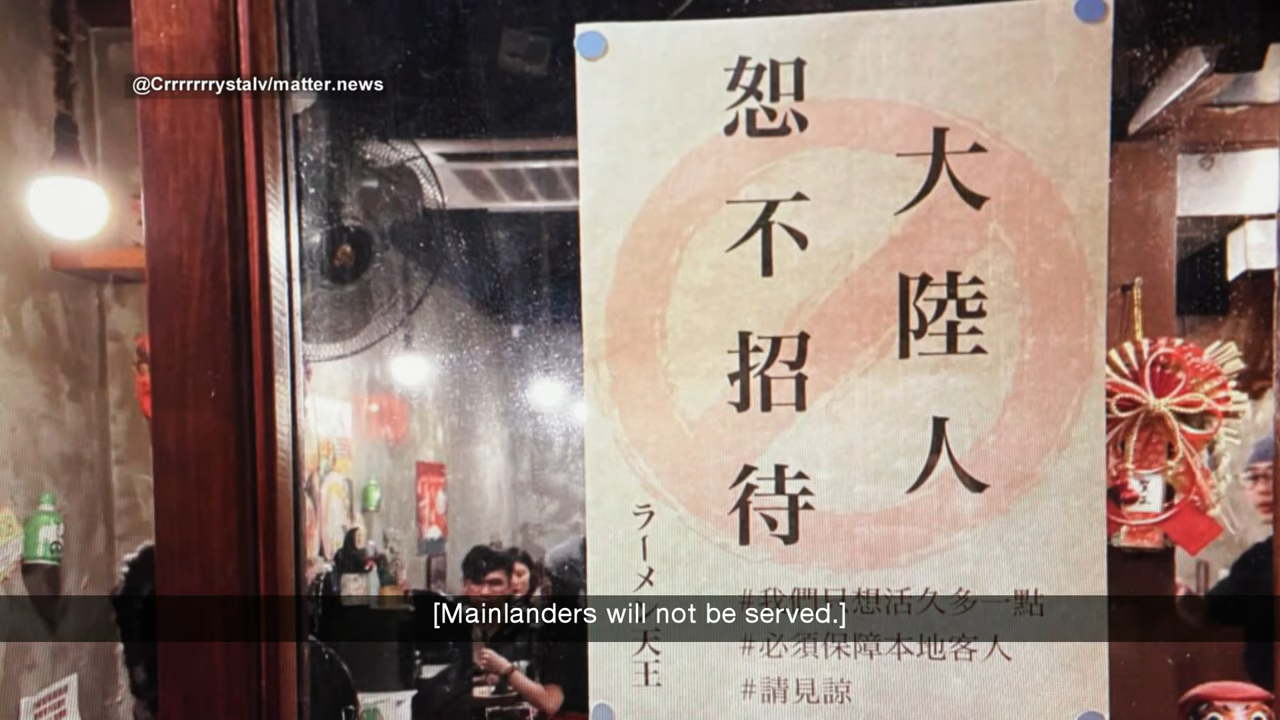 @Crrrrrrrystalv/matter.news
大陸人
恕不招待
ラーメン天王
#我們只想活久多一點
#必須保障本地客人
#請見諒
[Mainlanders will not be served.]